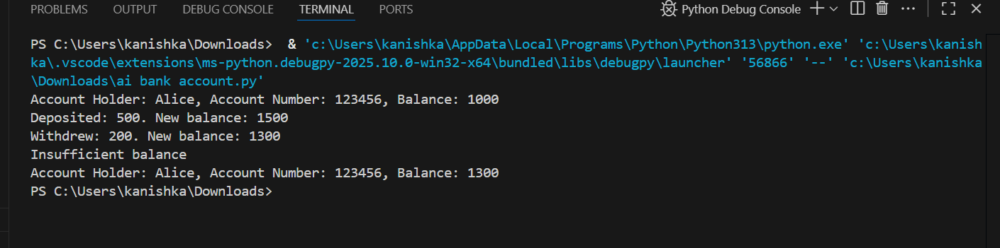 PROBLEMS OUTPUT DEBUG CONSOLE TERMINAL PORTS Python Debug Console
PS C:\Users\kanishka\Downloads>  & 'c:\Users\kanishka\AppData\Local\Programs\Python\Python313\python.exe' 'c:\Users\kanish
ka\.vscode\extensions\ms-python.debugpy-2025.10.0-win32-x64\bundled\libs\debugpy\launcher' '56866' '--' 'c:\Users\kanishka
\Downloads\ai bank account.py'
Account Holder: Alice, Account Number: 123456, Balance: 1000
Deposited: 500. New balance: 1500
Withdrew: 200. New balance: 1300
Insufficient balance
Account Holder: Alice, Account Number: 123456, Balance: 1300
PS C:\Users\kanishka\Downloads>